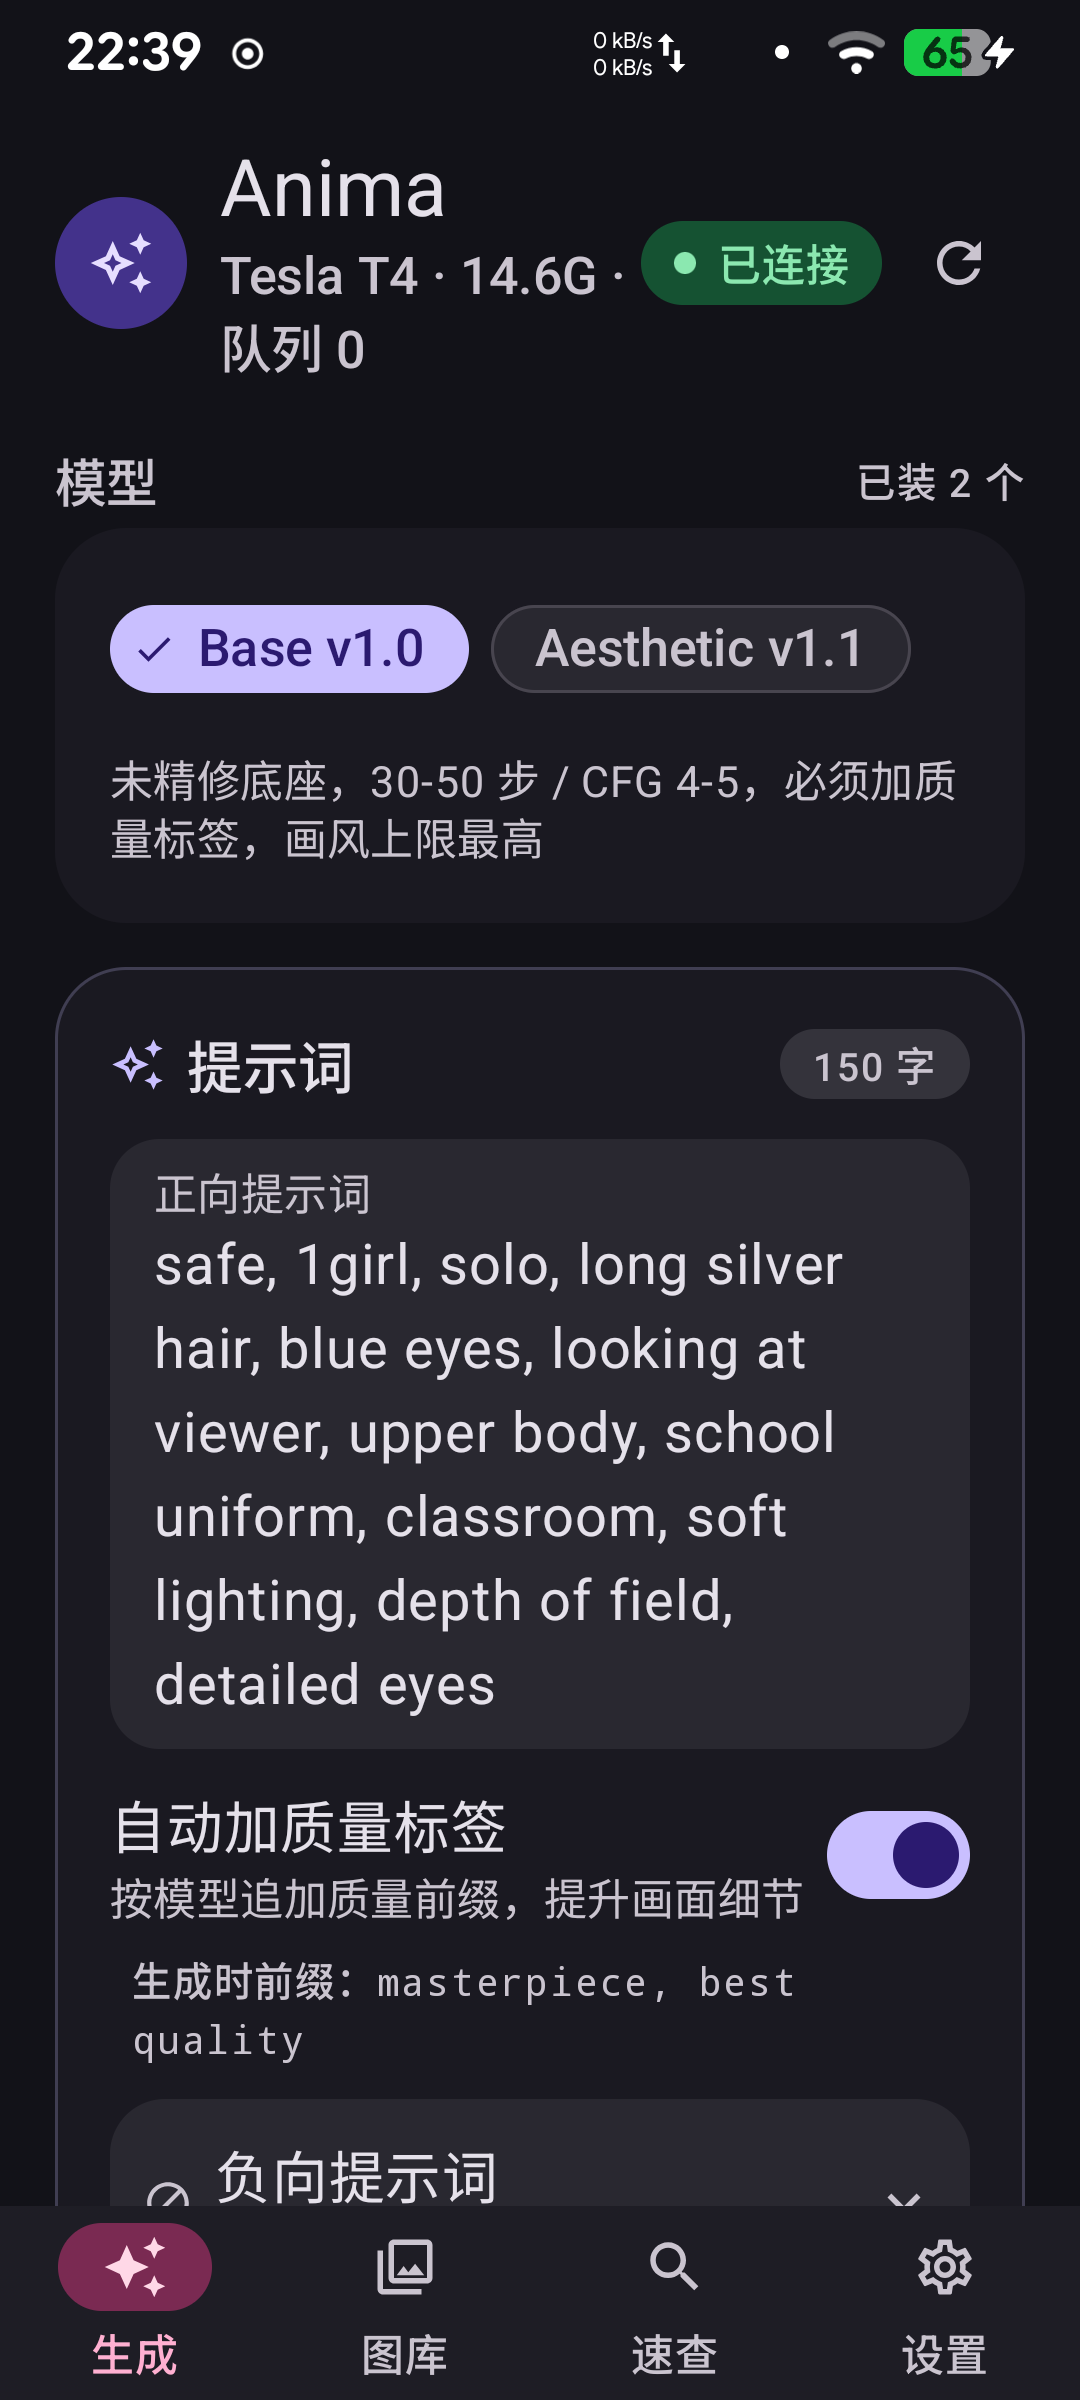 22:39
0 kB/s
0 kB/s
65
Anima
Tesla T4 · 14.6G ·
队列 0
已连接
模型
已装 2 个
Base v1.0
Aesthetic v1.1
未精修底座，30-50 步 / CFG 4-5，必须加质
量标签，画风上限最高
提示词
150 字
正向提示词
safe, 1girl, solo, long silver
hair, blue eyes, looking at
viewer, upper body, school
uniform, classroom, soft
lighting, depth of field,
detailed eyes
自动加质量标签
按模型追加质量前缀，提升画面细节
生成时前缀：masterpiece, best
quality
负向提示词
生成
图库
速查
设置